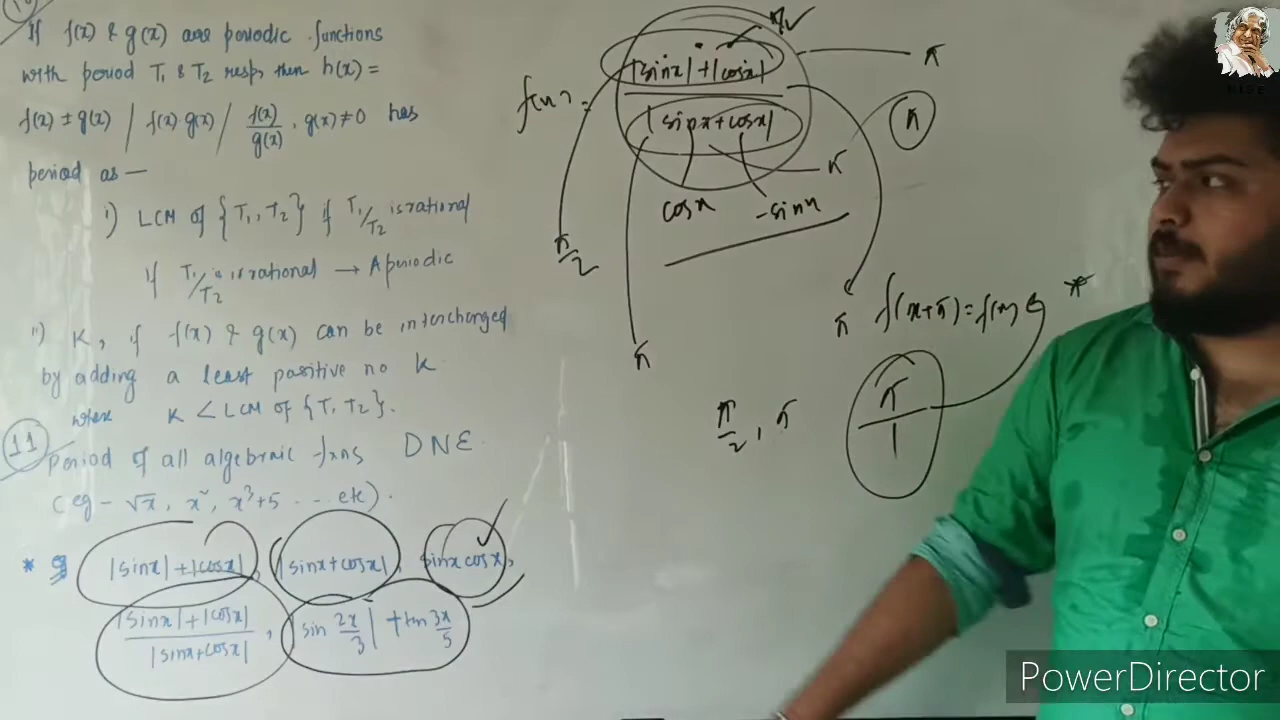 If f(x) & g(x) are periodic functions
with period T₁ & T₂ resp, then h(x) =
f(x) ± g(x) / f(x) g(x) / f(x)/g(x), g(x) ≠ 0 has
period as —
i) LCM of {T₁, T₂} if T₁/T₂ is rational
if T₁/T₂ is irrational → Aperiodic
ii) K, if f(x) & g(x) can be interchanged
by adding a least positive no K
where K < LCM of {T₁, T₂}.
11
Period of all algebraic fxns DNE
(eg - √x, x², x³+5 ... etc).
* |sinx| + |cosx|, |sinx + cosx|, sinx cosx,
|sinx| + |cosx| / |sinx + cosx|, |sin 2x/3| + tan 3x/5
π/2 ✓
f(x) = |sinx| + |cosx| / |sinx + cosx|
π
π
π
cosx -sinx
π/2
π
π f(x+π) = f(x) *
π/2, π
π/1
PowerDirector